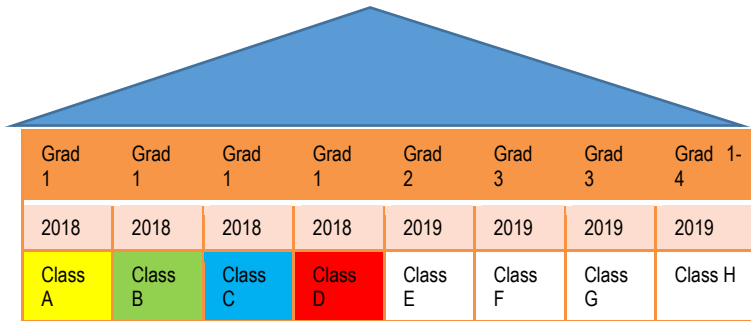 Grad 1 Grad 1 Grad 1 Grad 1 Grad 2 Grad 3 Grad 3 Grad 1-4
2018 2018 2018 2018 2019 2019 2019 2019
Class A Class B Class C Class D Class E Class F Class G Class H